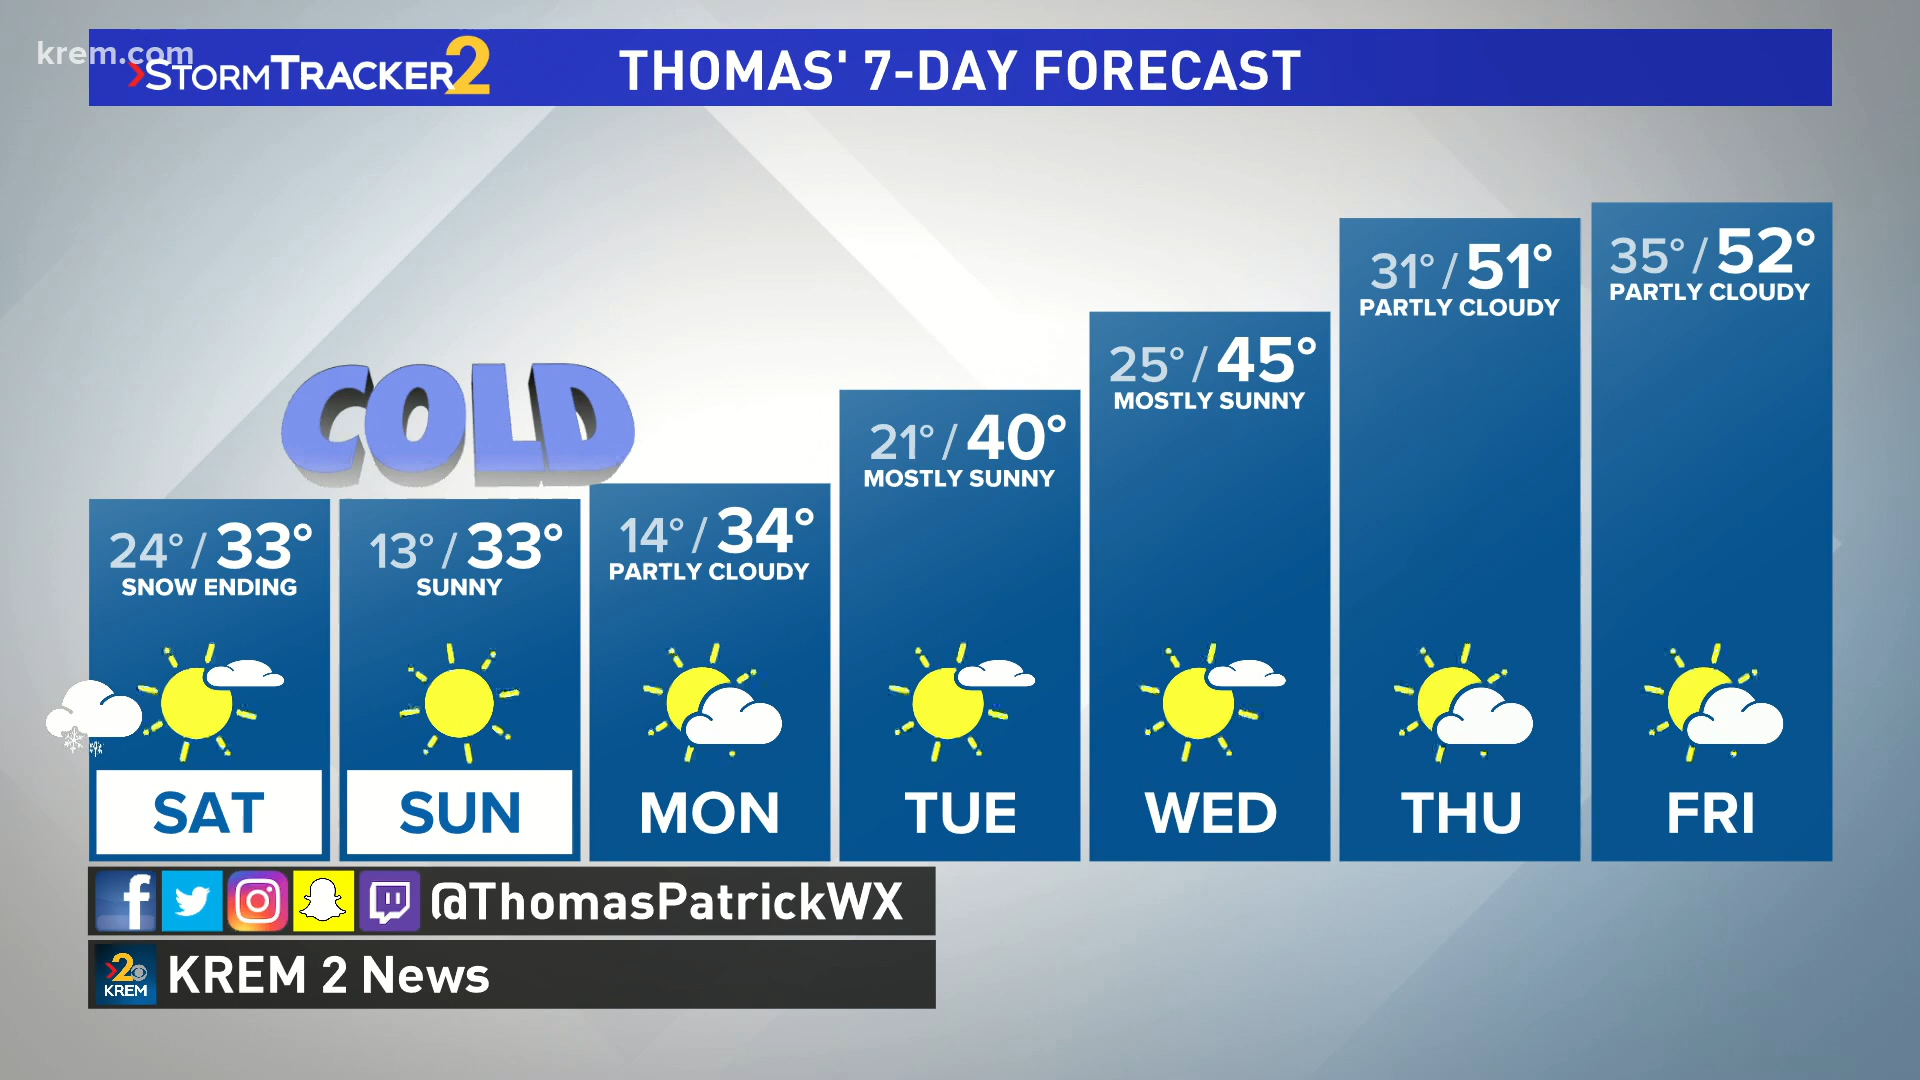 krem.com
STORMTRACKER2
THOMAS' 7-DAY FORECAST
COLD
24°/33°
SNOW ENDING
SAT
13°/33°
SUNNY
SUN
14°/34°
PARTLY CLOUDY
MON
21°/40°
MOSTLY SUNNY
TUE
25°/45°
MOSTLY SUNNY
WED
31°/51°
PARTLY CLOUDY
THU
35°/52°
PARTLY CLOUDY
FRI
@ThomasPatrickWX
2
KREM
KREM 2 News